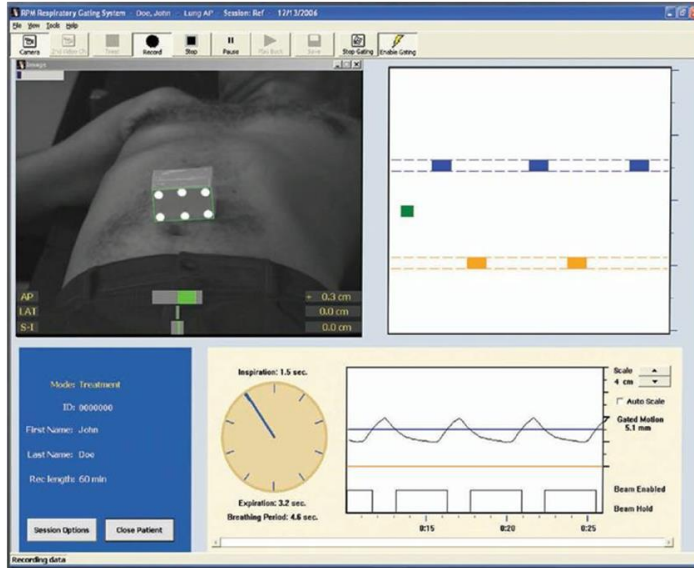 RPM Respiratory Gating System - Doe, John - Lung AP Session: Ref - 17/13/2006
File View Tools Help
Camera
Record
Stop
Pause
Play Back
Save
Stop Gating
Enable Gating
Image
AP - 0.3 cm
LAT 0.0 cm
S-I 0.0 cm
Mode: Treatment
ID: 0000000
First Name: John
Last Name: Doe
Rec length: 60 min
Session Options
Close Patient
Inspiration: 1.5 sec.
Expiration: 3.2 sec.
Breathing Period: 4.6 sec.
Scale
4 cm
Auto Scale
Gated Motion
5.1 mm
Beam Enabled
Beam Hold
0:15 0:20 0:25
Recording data